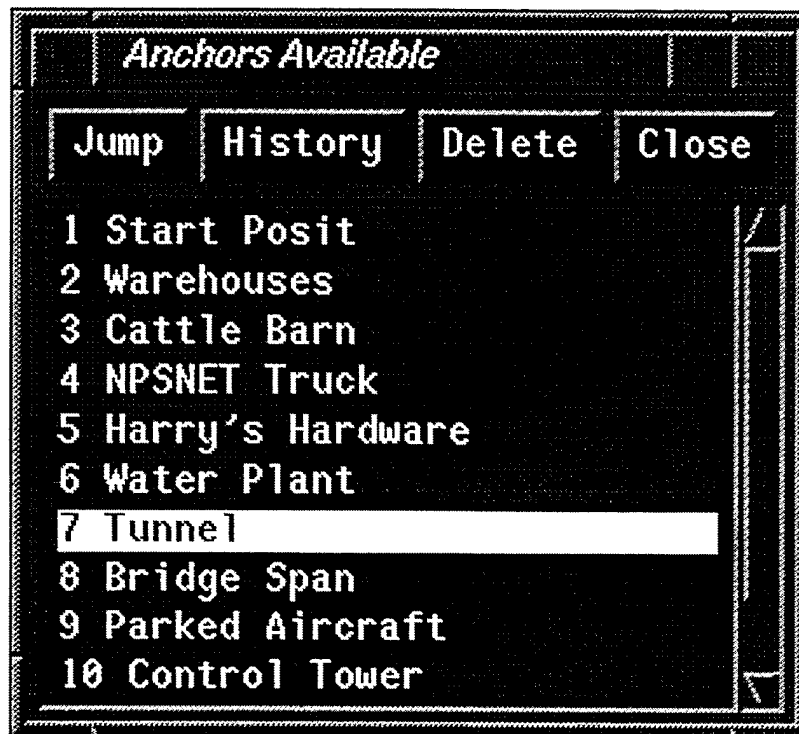 Anchors Available
Jump History Delete Close
1 Start Posit
2 Warehouses
3 Cattle Barn
4 NPSNET Truck
5 Harry's Hardware
6 Water Plant
7 Tunnel
8 Bridge Span
9 Parked Aircraft
10 Control Tower